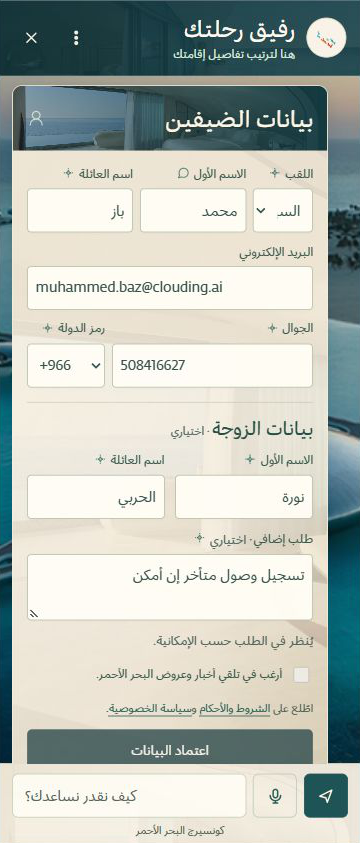 رفيق رحلتك
هنا لترتيب تفاصيل إقامتك
بيانات الضيفين
اللقب
الاسم الأول
اسم العائلة
السـ
محمد
باز
البريد الإلكتروني
muhammed.baz@clouding.ai
الجوال
رمز الدولة
508416627
+966
بيانات الزوجة · اختياري
الاسم الأول
اسم العائلة
نورة
الحربي
طلب إضافي · اختياري
تسجيل وصول متأخر إن أمكن
يُنظر في الطلب حسب الإمكانية.
أرغب في تلقي أخبار وعروض البحر الأحمر.
اطّلع على الشروط والأحكام وسياسة الخصوصية.
اعتماد البيانات
كيف نقدر نساعدك؟
كونسيرج البحر الأحمر